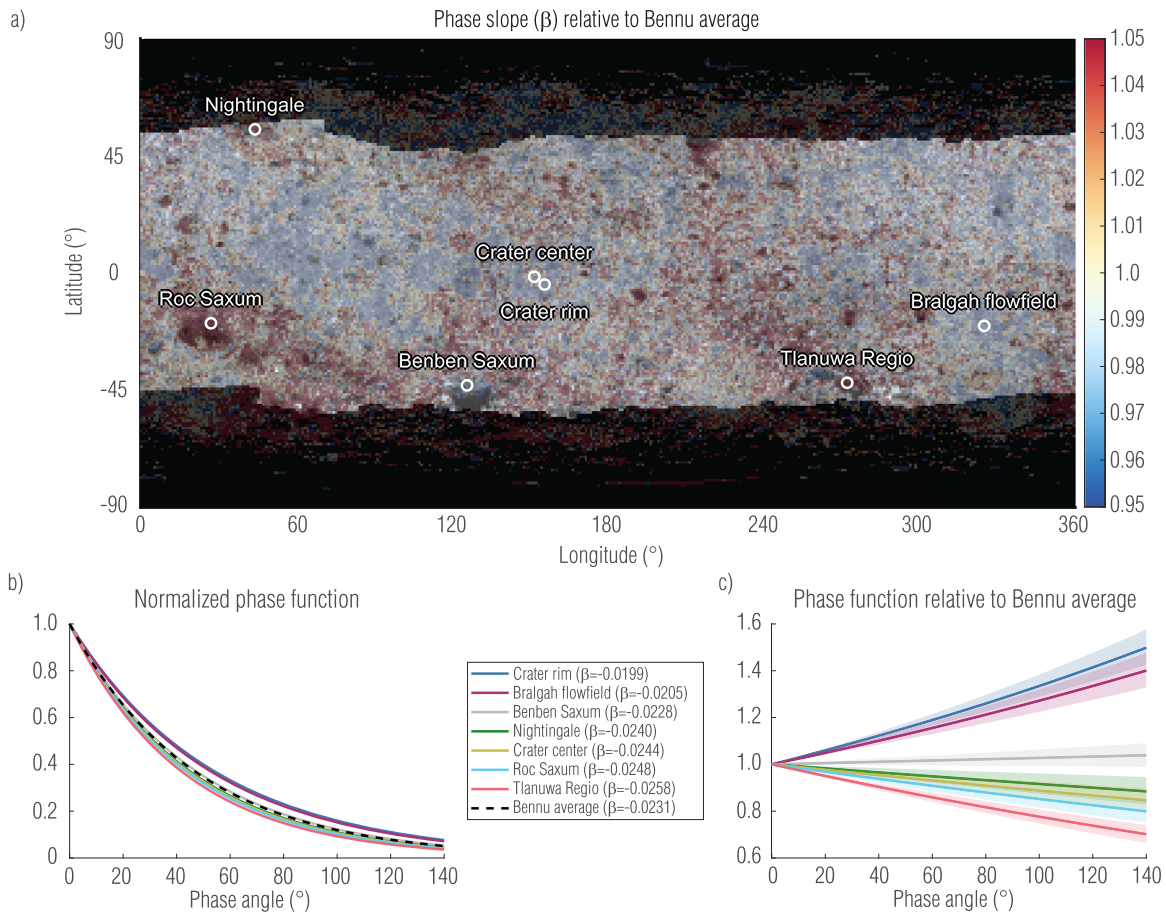 a)
Phase slope (β) relative to Bennu average
90
45
0
-45
-90
Latitude (°)
Nightingale
Crater center
Crater rim
Roc Saxum
Bralgah flowfield
Benben Saxum
Tlanuwa Regio
0 60 120 180 240 300 360
Longitude (°)
1.05
1.04
1.03
1.02
1.01
1.0
0.99
0.98
0.97
0.96
0.95
b)
Normalized phase function
1.0
0.8
0.6
0.4
0.2
0
0 20 40 60 80 100 120 140
Phase angle (°)
Crater rim (β=-0.0199)
Bralgah flowfield (β=-0.0205)
Benben Saxum (β=-0.0228)
Nightingale (β=-0.0240)
Crater center (β=-0.0244)
Roc Saxum (β=-0.0248)
Tlanuwa Regio (β=-0.0258)
Bennu average (β=-0.0231)
c)
Phase function relative to Bennu average
1.6
1.4
1.2
1.0
0.8
0.6
0 20 40 60 80 100 120 140
Phase angle (°)